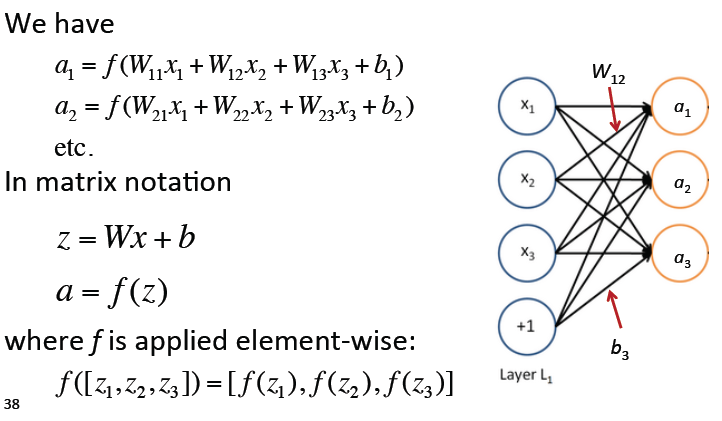 We have
a₁ = f(W₁₁x₁ + W₁₂x₂ + W₁₃x₃ + b₁)
a₂ = f(W₂₁x₁ + W₂₂x₂ + W₂₃x₃ + b₂)
etc.
In matrix notation
z = Wx + b
a = f(z)
where f is applied element-wise:
f([z₁, z₂, z₃]) = [f(z₁), f(z₂), f(z₃)]
38
W₁₂
x₁
a₁
x₂
a₂
x₃
a₃
+1
b₃
Layer L₁